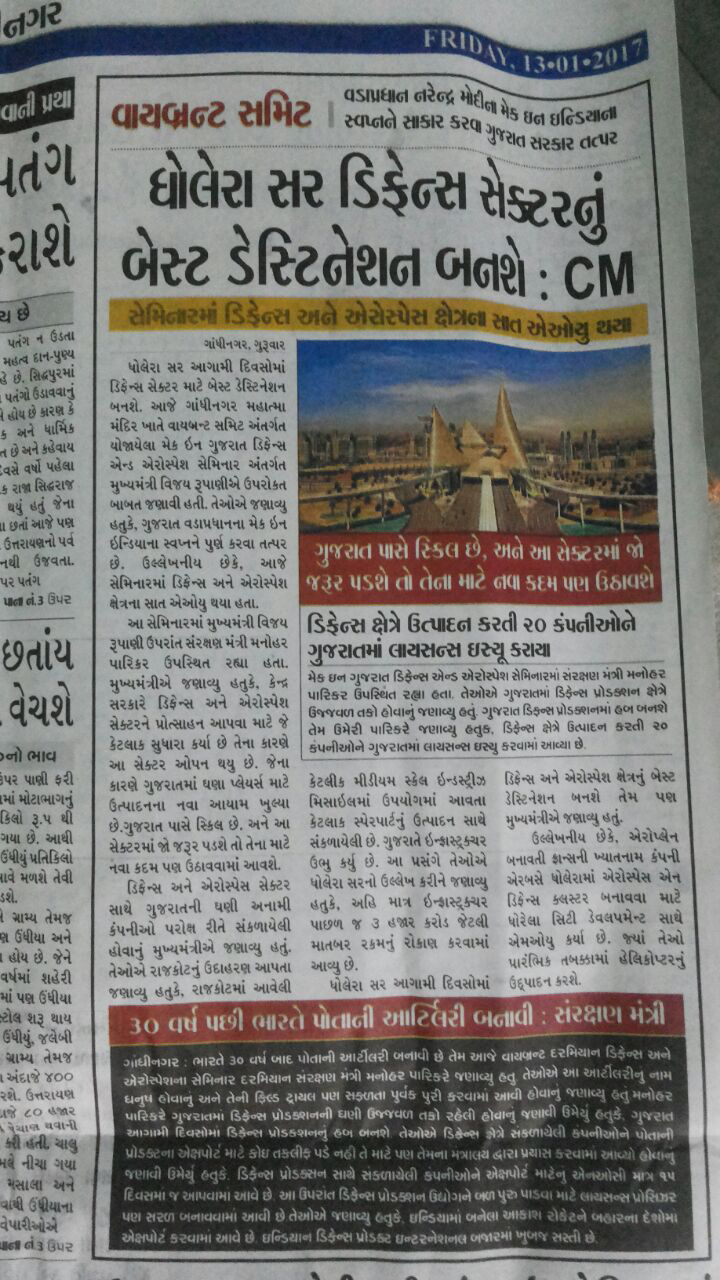 નગર
FRIDAY, 13•01•2017
વાની પ્રથા
પતંગ
કરાશે
ય છે
પતંગ ન ઉડતા
મહત્વ દાન-પુણ્ય
હે છે. સિદ્ધપુરમાં
પતંગો ઉડાવવાનું
હોય છે કારણ કે
ક અને ધાર્મિક
ત છે અને કહેવાય
વસે વર્ષો પહેલા
ક રાજા સિદ્ધરાજ
થયું હતું જેના
ા છતાં આજે પણ
ઉત્તરાયણનો પર્વ
નથી ઉજવતા.
પર પતંગ
પાના નં.3 ઉપર
છતાંય
વેચશે
નો ભાવ
ઉપર પાણી ફરી
માં મોટાભાગનું
કિલો રૂ.૫ થી
ગયા છે. આથી
ઉંધીયું પ્રતિકિલો
ાવે મળશે તેવી
ડશે.
ગ્રામ્ય તેમજ
ણ ઉંધીયા અને
હોય છે. જેને
વર્ષમાં શહેરી
માં પણ ઉંધીયા
સ્ટોલ શરૂ થાય
ઉંધીયું, જલેબી
ગ્રામ્ય તેમજ
અંદાજે ૪૦૦
રશે. ઉત્તરાયણ
ાજે ૮૦ હજાર
વેચાણ થવાની
કરી હતી. ચાલુ
મલે નીચા ગયા
મસાલા અને
વાથી ઉંધીયાના
વેપારીઓએ
પાના નં.3 ઉપર
વાયબ્રન્ટ સમિટ
વડાપ્રધાન નરેન્દ્ર મોદીના મેક ઇન ઇન્ડિયાના
સ્વપ્નને સાકાર કરવા ગુજરાત સરકાર તત્પર
ધોલેરા સર ડિફેન્સ સેક્ટરનું
બેસ્ટ ડેસ્ટિનેશન બનશે : CM
સેમિનારમાં ડિફેન્સ અને એરોસ્પેસ ક્ષેત્રના સાત એઓયુ થયા
ગાંધીનગર, ગુરૂવાર
ધોલેરા સર આગામી દિવસોમાં
ડિફેન્સ સેક્ટર માટે બેસ્ટ ડેસ્ટિનેશન
બનશે. આજે ગાંધીનગર મહાત્મા
મંદિર ખાતે વાયબ્રન્ટ સમિટ અંતર્ગત
યોજાયેલા મેક ઇન ગુજરાત ડિફેન્સ
એન્ડ એરોસ્પેશ સેમિનાર અંતર્ગત
મુખ્યમંત્રી વિજય રૂપાણીએ ઉપરોક્ત
બાબત જણાવી હતી. તેઓએ જણાવ્યુ
હતુકે, ગુજરાત વડાપ્રધાનના મેક ઇન
ઇન્ડિયાના સ્વપ્નને પુર્ણ કરવા તત્પર
છે. ઉલ્લેખનીય છેકે, આજે
સેમિનારમાં ડિફેન્સ અને એરોસ્પેશ
ક્ષેત્રના સાત એઓયુ થયા હતા.
આ સેમિનારમાં મુખ્યમંત્રી વિજય
રૂપાણી ઉપરાંત સંરક્ષણ મંત્રી મનોહર
પારિકર ઉપસ્થિત રહ્યા હતા.
મુખ્યમંત્રીએ જણાવ્યુ હતુકે, કેન્દ્ર
સરકારે ડિફેન્સ અને એરોસ્પેશ
સેક્ટરને પ્રોત્સાહન આપવા માટે જે
કેટલાક સુધારા કર્યા છે તેના કારણે
આ સેક્ટર ઓપન થયુ છે. જેના
કારણે ગુજરાતમાં ઘણા પ્લેયર્સ માટે
ઉત્પાદનના નવા આયામ ખુલ્યા
છે.ગુજરાત પાસે સ્કિલ છે. અને આ
સેક્ટરમાં જો જરૂર પડશે તો તેના માટે
નવા કદમ પણ ઉઠાવવામાં આવશે.
ડિફેન્સ અને એરોસ્પેસ સેક્ટર
સાથે ગુજરાતની ઘણી અનામી
કંપનીઓ પરોક્ષ રીતે સંકળાયેલી
હોવાનું મુખ્યમંત્રીએ જણાવ્યુ હતું.
તેઓએ રાજકોટનું ઉદાહરણ આપતા
જણાવ્યુ હતુકે, રાજકોટમાં આવેલી
ગુજરાત પાસે સ્કિલ છે, અને આ સેક્ટરમાં જો
જરૂર પડશે તો તેના માટે નવા કદમ પણ ઉઠાવશે
ડિફેન્સ ક્ષેત્રે ઉત્પાદન કરતી ૨૦ કંપનીઓને
ગુજરાતમાં લાયસન્સ ઇસ્યૂ કરાયા
મેક ઇન ગુજરાત ડિફેન્સ એન્ડ એરોસ્પેશ સેમિનારમાં સંરક્ષણ મંત્રી મનોહર
પારિકર ઉપસ્થિત રહ્યા હતા. તેઓએ ગુજરાતમાં ડિફેન્સ પ્રોડક્શન ક્ષેત્રે
ઉજ્જવળ તકો હોવાનું જણાવ્યુ હતું. ગુજરાત ડિફેન્સ પ્રોડક્શનમાં હબ બનશે
તેમ ઉમેરી પારિકરે જણાવ્યુ હતુક, ડિફેન્સ ક્ષેત્રે ઉત્પાદન કરતી ૨૦
કંપનીઓને ગુજરાતમાં લાયસન્સ ઇસ્યુ કરવામાં આવ્યા છે.
કેટલીક મીડીયમ સ્કેલ ઇન્ડસ્ટ્રીઝ
મિસાઇલમાં ઉપયોગમાં આવતા
કેટલાક સ્પેરપાર્ટનું ઉત્પાદન સાથે
સંકળાયેલી છે. ગુજરાતે ઇન્ફ્રાસ્ટ્રક્ચર
ઉભુ કર્યુ છે. આ પ્રસંગે તેઓએ
ધોલેરા સરનો ઉલ્લેખ કરીને જણાવ્યુ
હતુકે, અહિ માત્ર ઇન્ફ્રાસ્ટ્રક્ચર
પાછળ જ ૩ હજાર કરોડ જેટલી
માતબર રકમનું રોકાણ કરવામાં
આવ્યુ છે.
ધોલેરા સર આગામી દિવસોમાં
ડિફેન્સ અને એરોસ્પેશ ક્ષેત્રનું બેસ્ટ
ડેસ્ટિનેશન બનશે તેમ પણ
મુખ્યમંત્રીએ જણાવ્યુ હતું.
ઉલ્લેખનીય છેકે, એરોપ્લેન
બનાવતી ફ્રાન્સની ખ્યાતનામ કંપની
એરબસે ધોલેરામાં એરોસ્પેસ એન
ડિફેન્સ ક્લસ્ટર બનાવવા માટે
ધોરેલા સિટી ડેવલપમેન્ટ સાથે
એમઓયુ કર્યા છે. જ્યાં તેઓ
પ્રારંભિક તબક્કામાં હેલિકોપ્ટરનું
ઉદ્પાદન કરશે.
30 વર્ષ પછી ભારતે પોતાની આર્ટિલરી બનાવી : સંરક્ષણ મંત્રી
ગાંધીનગર : ભારતે ૩૦ વર્ષ બાદ પોતાની આર્ટીલરી બનાવી છે તેમ આજે વાયબ્રન્ટ દરમિયાન ડિફેન્સ અને
એરોસ્પેશના સેમિનાર દરમિયાન સંરક્ષણ મંત્રી મનોહર પારિકરે જણાવ્યુ હતુ. તેઓએ આ આર્ટીલરીનું નામ
ધનુષ હોવાનું અને તેની ફિલ્ડ ટ્રાયલ પણ સફળતા પૂર્વક પુરી કરવામાં આવી હોવાનું જણાવ્યું હતું મનોહર
પારિકરે ગુજરાતમાં ડિફેન્સ પ્રોડક્શનની ઘણી ઉજજવળ તકો રહેલી હોવાનું જણાવી ઉમેર્યુ હતુકે. ગુજરાત
આગામી દિવસોમાં ડિફેન્સ પ્રોડક્શનનું હબ બનશે. તેઓએ ડિફેન્સ ક્ષેત્રે સંકળાયેલી કંપનીઓને પોતાની
પ્રોડક્ટના એક્ષપોર્ટ માટે કોઇ તકલીફ પડે નહી તે માટે પણ તેમના મંત્રાલય દ્વારા પ્રયાસ કરવામાં આવ્યો હોવાનું
જણાવી ઉમેર્યુ હતુકે. ડિફેન્સ પ્રોડક્સન સાથે સંકળાયેલી કંપનીઓને એક્ષપોર્ટ માટેનું એનઓસી માત્ર ૧૫
દિવસમાં જ આપવામાં આવે છે. આ ઉપરાંત ડિફેન્સ પ્રોડક્શન ઉદ્યોગને બળ પુરુ પાડવા માટે લાયસન્સ પ્રોસિઝર
પણ સરળ બનાવવામાં આવી છે તેઓએ જણાવ્યુ હતુકે. ઇન્ડિયામાં બનેલા આકાશ રોકેટને બહારના દેશોમા
એક્ષપોર્ટ કરવામાં આવે છે. ઇન્ડિયાન ડિફેન્સ પ્રોડક્ટ ઇન્ટરનેશનલ બજારમાં ખુબજ સસ્તી છે.